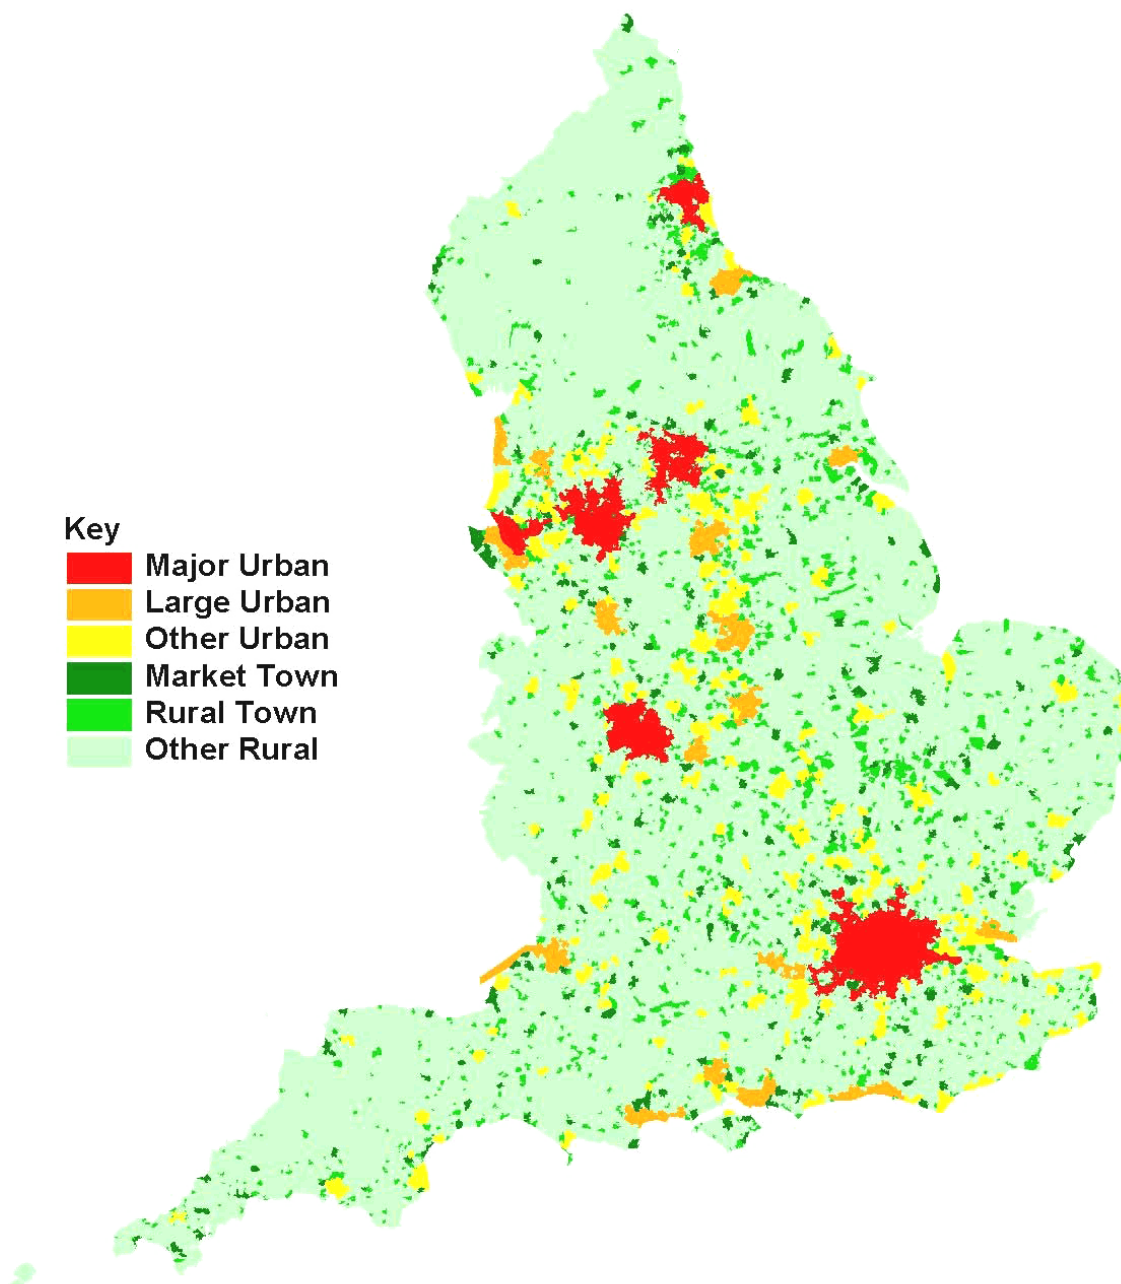 Key
Major Urban
Large Urban
Other Urban
Market Town
Rural Town
Other Rural